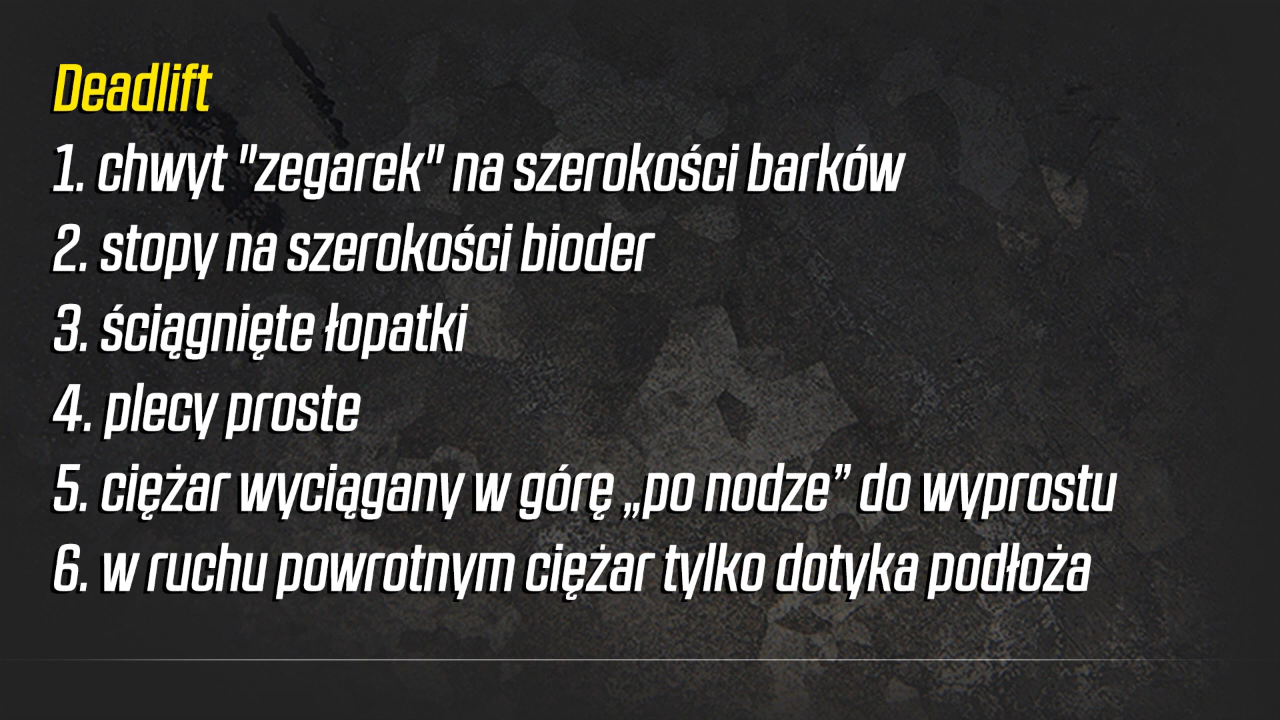 Deadlift
1. chwyt "zegarek" na szerokości barków
2. stopy na szerokości bioder
3. ściągnięte łopatki
4. plecy proste
5. ciężar wyciągany w górę „po nodze” do wyprostu
6. w ruchu powrotnym ciężar tylko dotyka podłoża